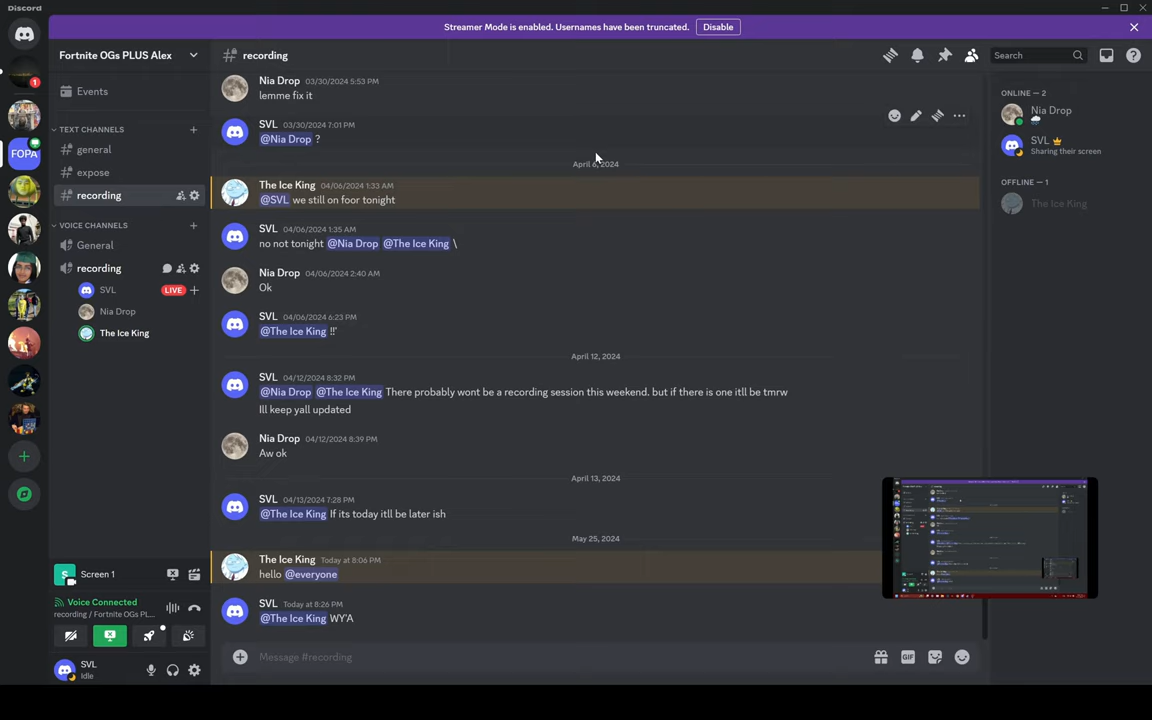 Discord
Streamer Mode is enabled. Usernames have been truncated. Disable
Fortnite OGs PLUS Alex
Events
TEXT CHANNELS
general
expose
recording
VOICE CHANNELS
General
recording
SVL LIVE
Nia Drop
The Ice King
Screen 1
Voice Connected
recording / Fortnite OGs PL...
SVL
Idle
1
FOPA
recording
Search
Nia Drop 03/30/2024 5:53 PM
lemme fix it
SVL 03/30/2024 7:01 PM
@Nia Drop ?
April 6, 2024
The Ice King 04/06/2024 1:33 AM
@SVL we still on foor tonight
SVL 04/06/2024 1:35 AM
no not tonight @Nia Drop @The Ice King \
Nia Drop 04/06/2024 2:40 AM
Ok
SVL 04/06/2024 6:23 PM
@The Ice King !!'
April 12, 2024
SVL 04/12/2024 8:32 PM
@Nia Drop @The Ice King There probably wont be a recording session this weekend. but if there is one itll be tmrw
Ill keep yall updated
Nia Drop 04/12/2024 8:39 PM
Aw ok
April 13, 2024
SVL 04/13/2024 7:28 PM
@The Ice King If its today itll be later ish
May 25, 2024
The Ice King Today at 8:06 PM
hello @everyone
SVL Today at 8:26 PM
@The Ice King WY'A
Message #recording
GIF
ONLINE — 2
Nia Drop
SVL
Sharing their screen
OFFLINE — 1
The Ice King